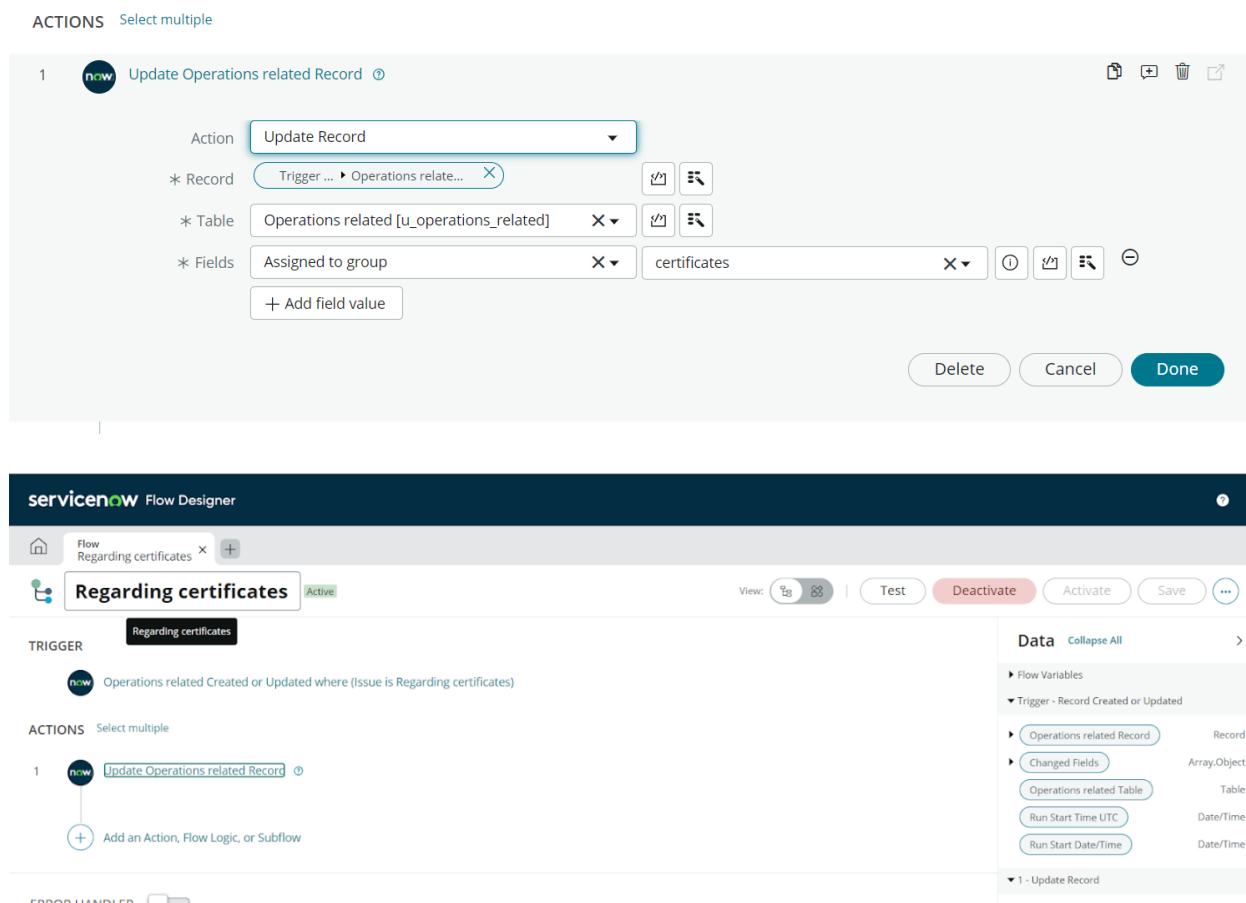 ACTIONS Select multiple
1 now Update Operations related Record
Action Update Record
* Record Trigger ... Operations relate...
* Table Operations related [u_operations_related]
* Fields Assigned to group certificates
+ Add field value
Delete Cancel Done
servicenow Flow Designer
Flow
Regarding certificates
Regarding certificates Active View: Test Deactivate Activate Save ...
Regarding certificates
TRIGGER
now Operations related Created or Updated where (Issue is Regarding certificates)
ACTIONS Select multiple
1 now Update Operations related Record
+ Add an Action, Flow Logic, or Subflow
ERROR HANDLER
Data Collapse All
Flow Variables
Trigger - Record Created or Updated
Operations related Record Record
Changed Fields Array.Object
Operations related Table Table
Run Start Time UTC Date/Time
Run Start Date/Time Date/Time
1 - Update Record